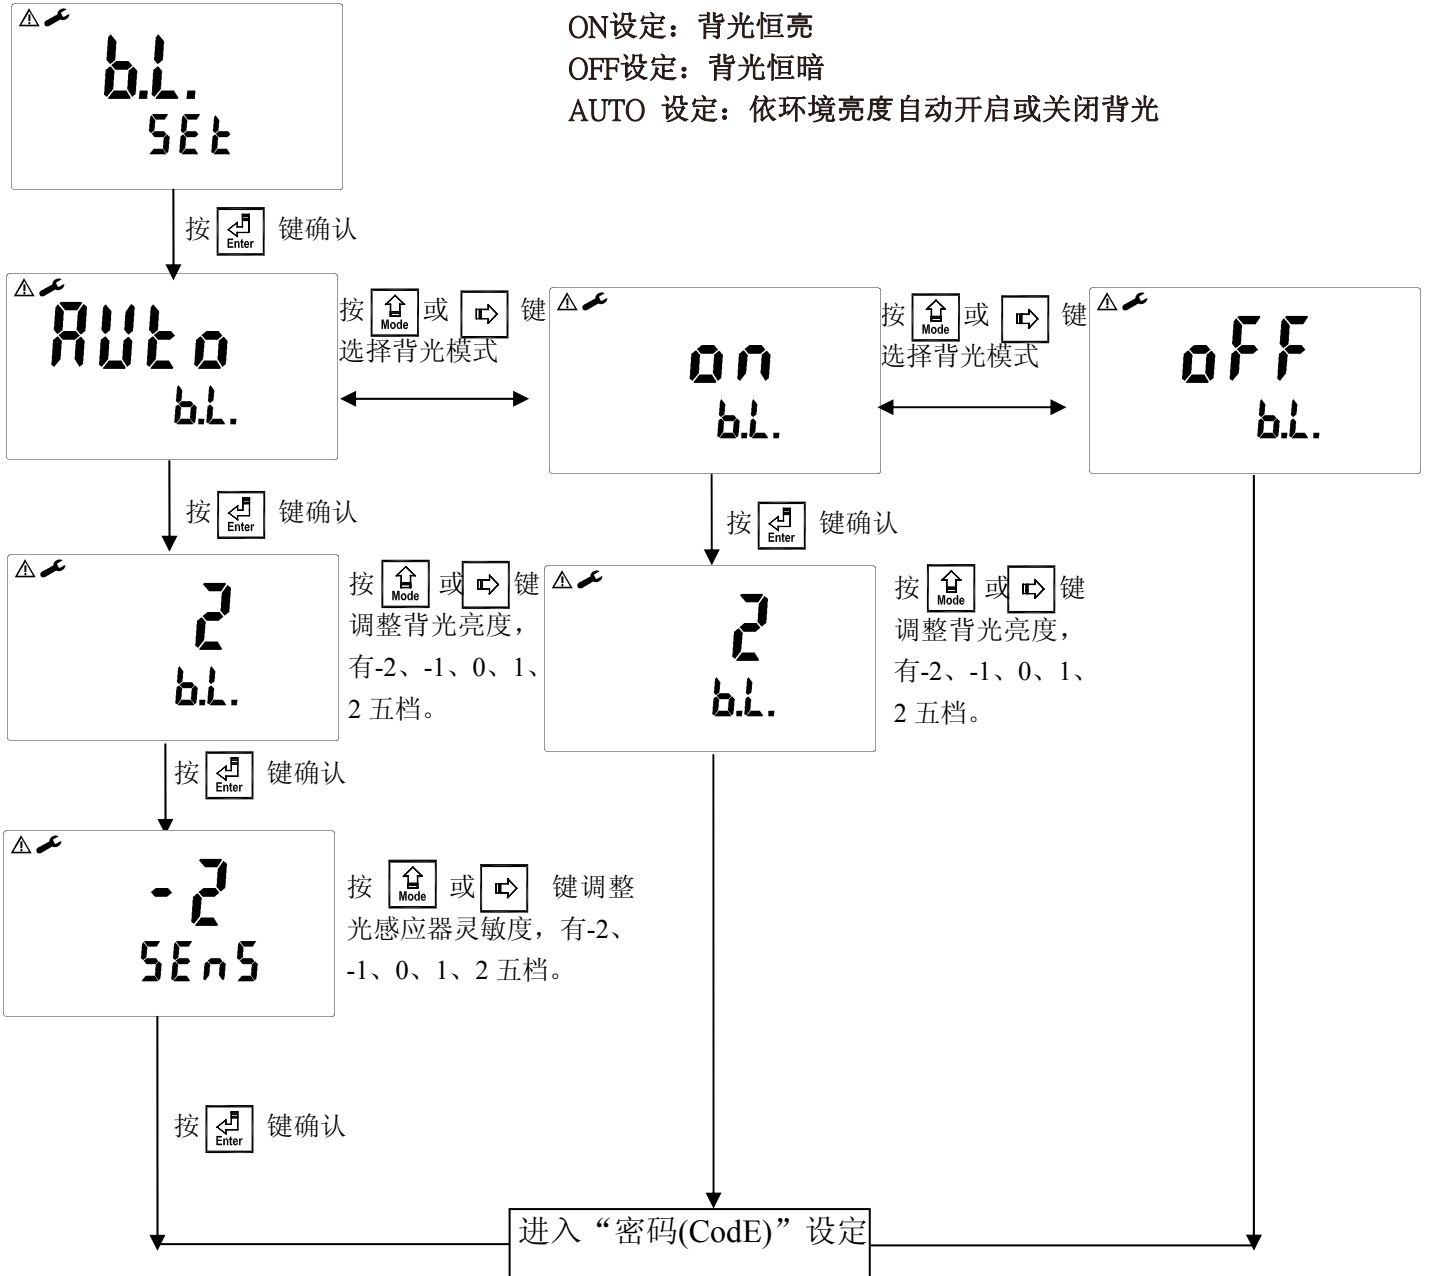 ON设定：背光恒亮
OFF设定：背光恒暗
AUTO 设定：依环境亮度自动开启或关闭背光
b.L.
SEt
按 Enter 键确认
AUto
b.L.
按 Mode 或 键
选择背光模式
on
b.L.
按 Mode 或 键
选择背光模式
oFF
b.L.
按 Enter 键确认
按 Enter 键确认
2
b.L.
按 Mode 或 键
调整背光亮度，
有-2、-1、0、1、
2 五档。
2
b.L.
按 Mode 或 键
调整背光亮度，
有-2、-1、0、1、
2 五档。
按 Enter 键确认
-2
SEnS
按 Mode 或 键调整
光感应器灵敏度，有-2、
-1、0、1、2 五档。
按 Enter 键确认
进入“密码(CodE)”设定